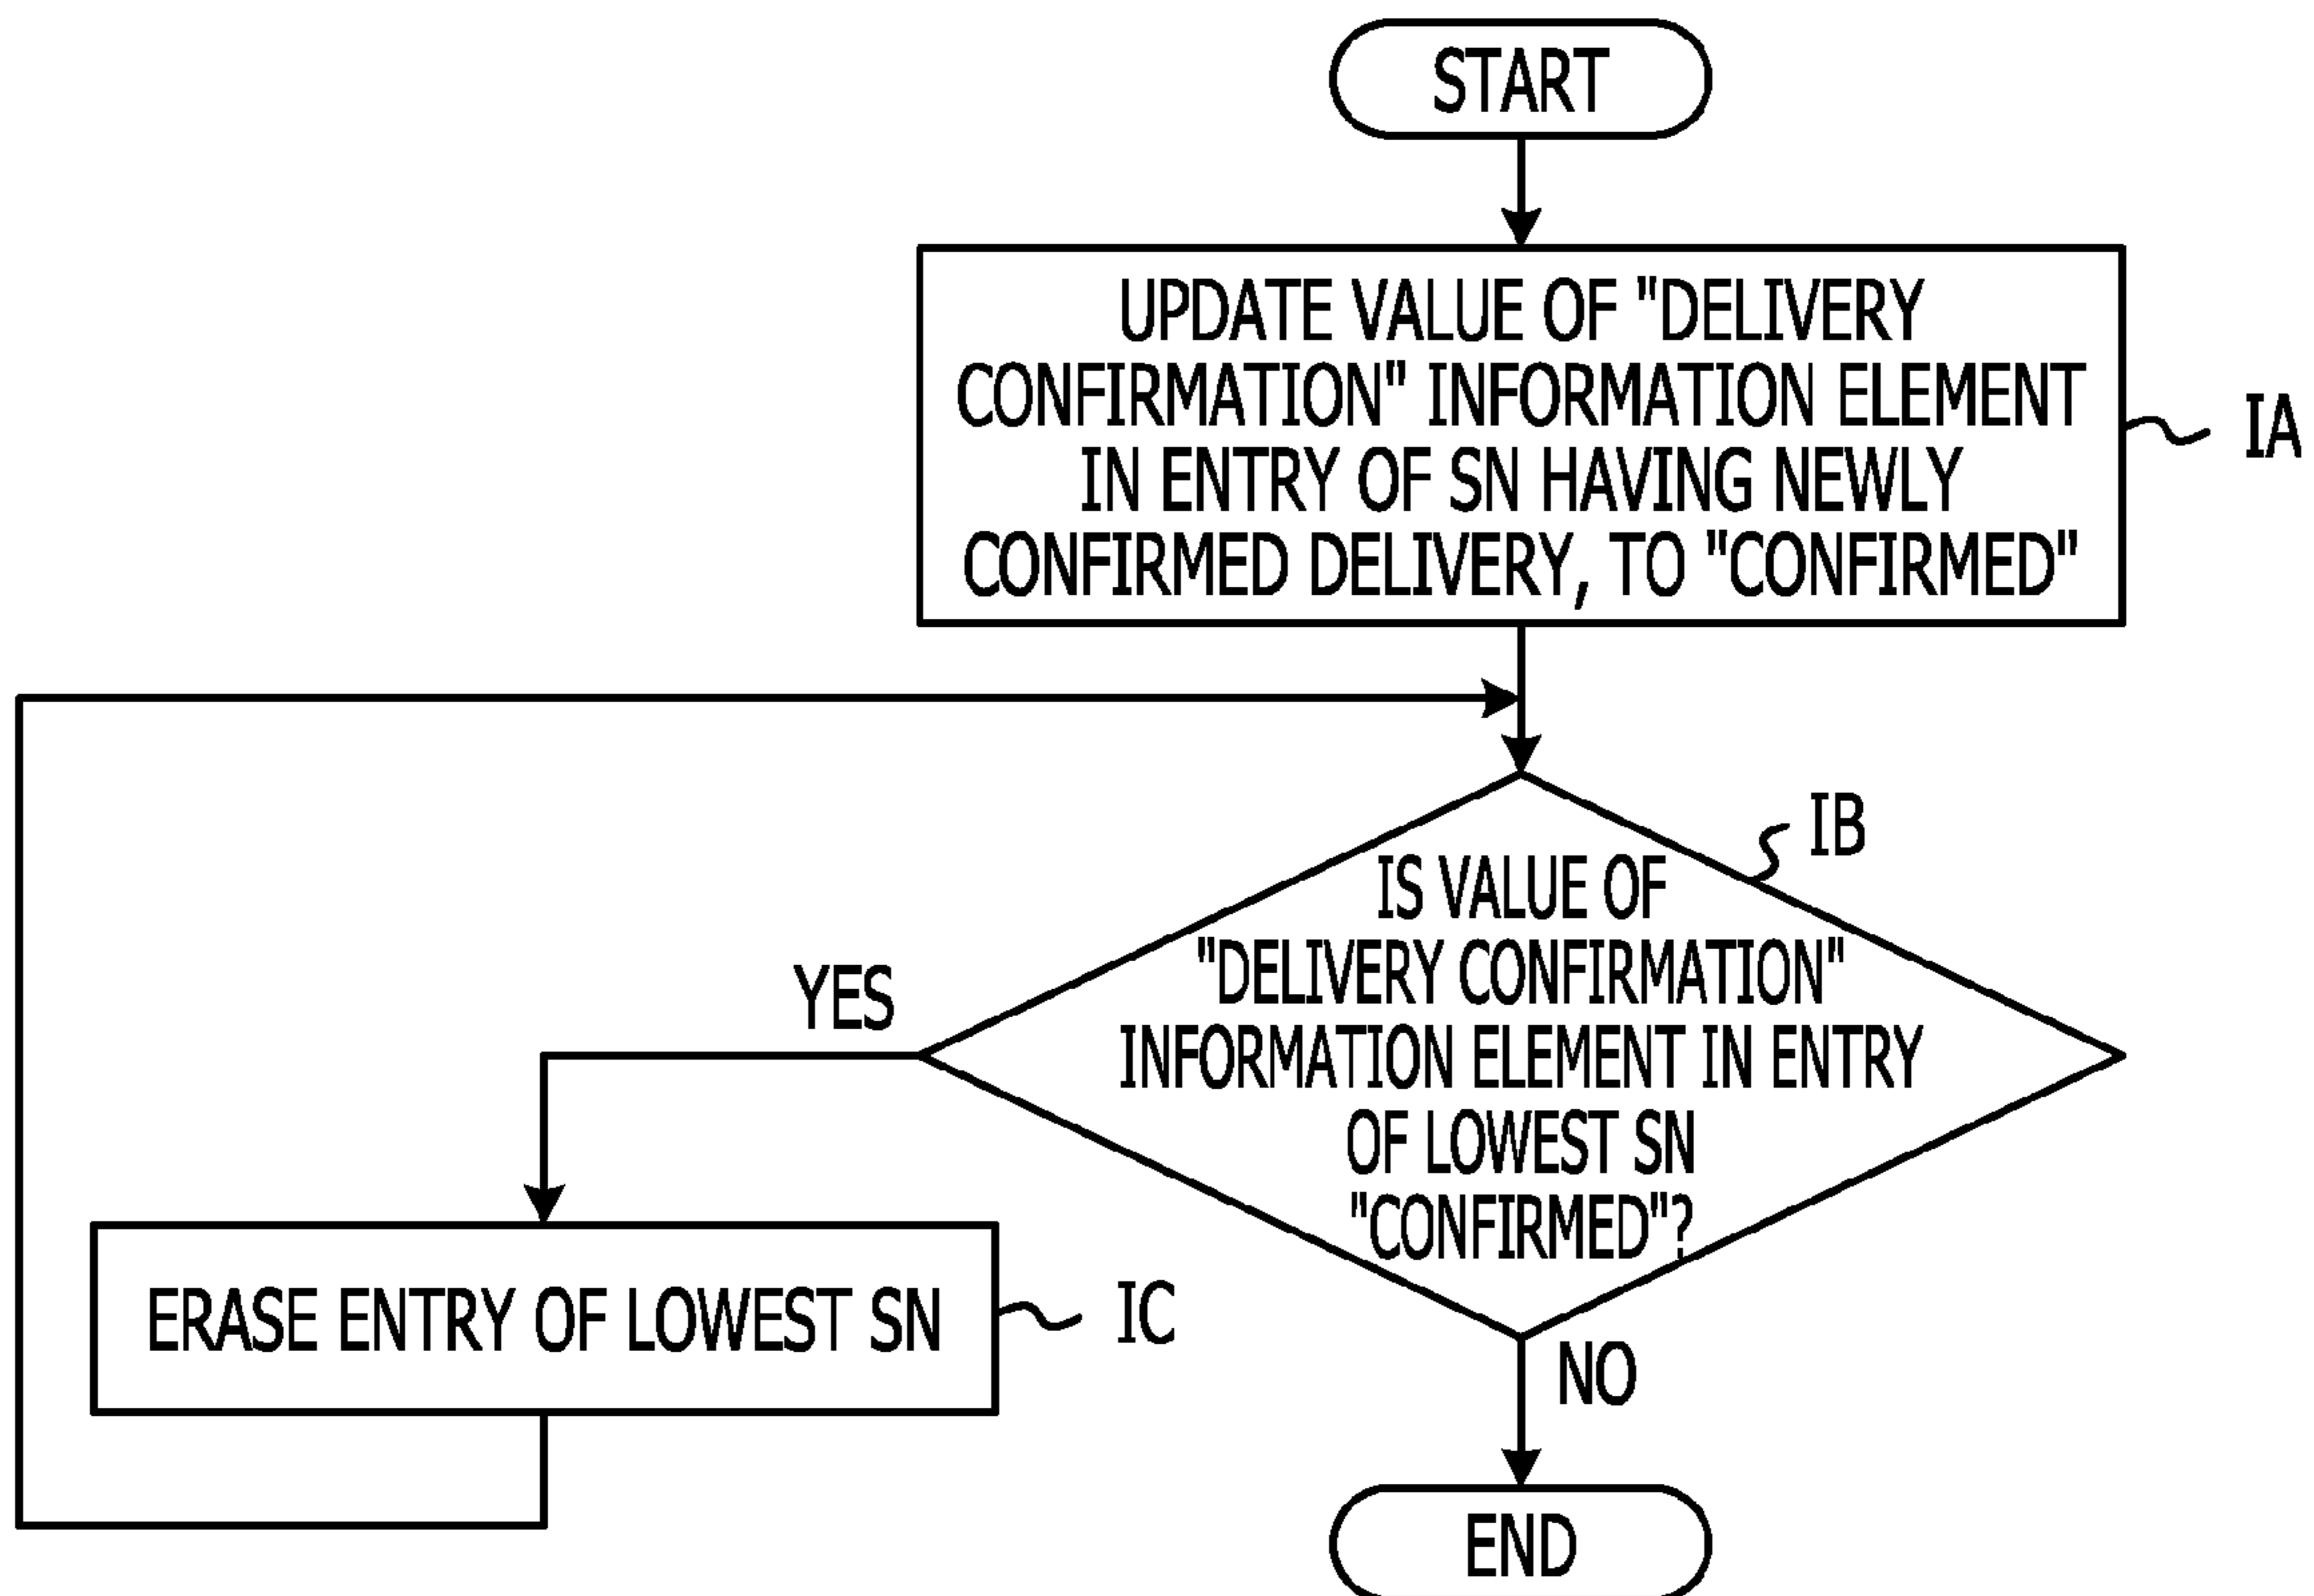 START
UPDATE VALUE OF "DELIVERY
CONFIRMATION" INFORMATION ELEMENT
IN ENTRY OF SN HAVING NEWLY
CONFIRMED DELIVERY, TO "CONFIRMED"
IA
IB
IS VALUE OF
"DELIVERY CONFIRMATION"
INFORMATION ELEMENT IN ENTRY
OF LOWEST SN
"CONFIRMED"?
YES
ERASE ENTRY OF LOWEST SN
IC
NO
END